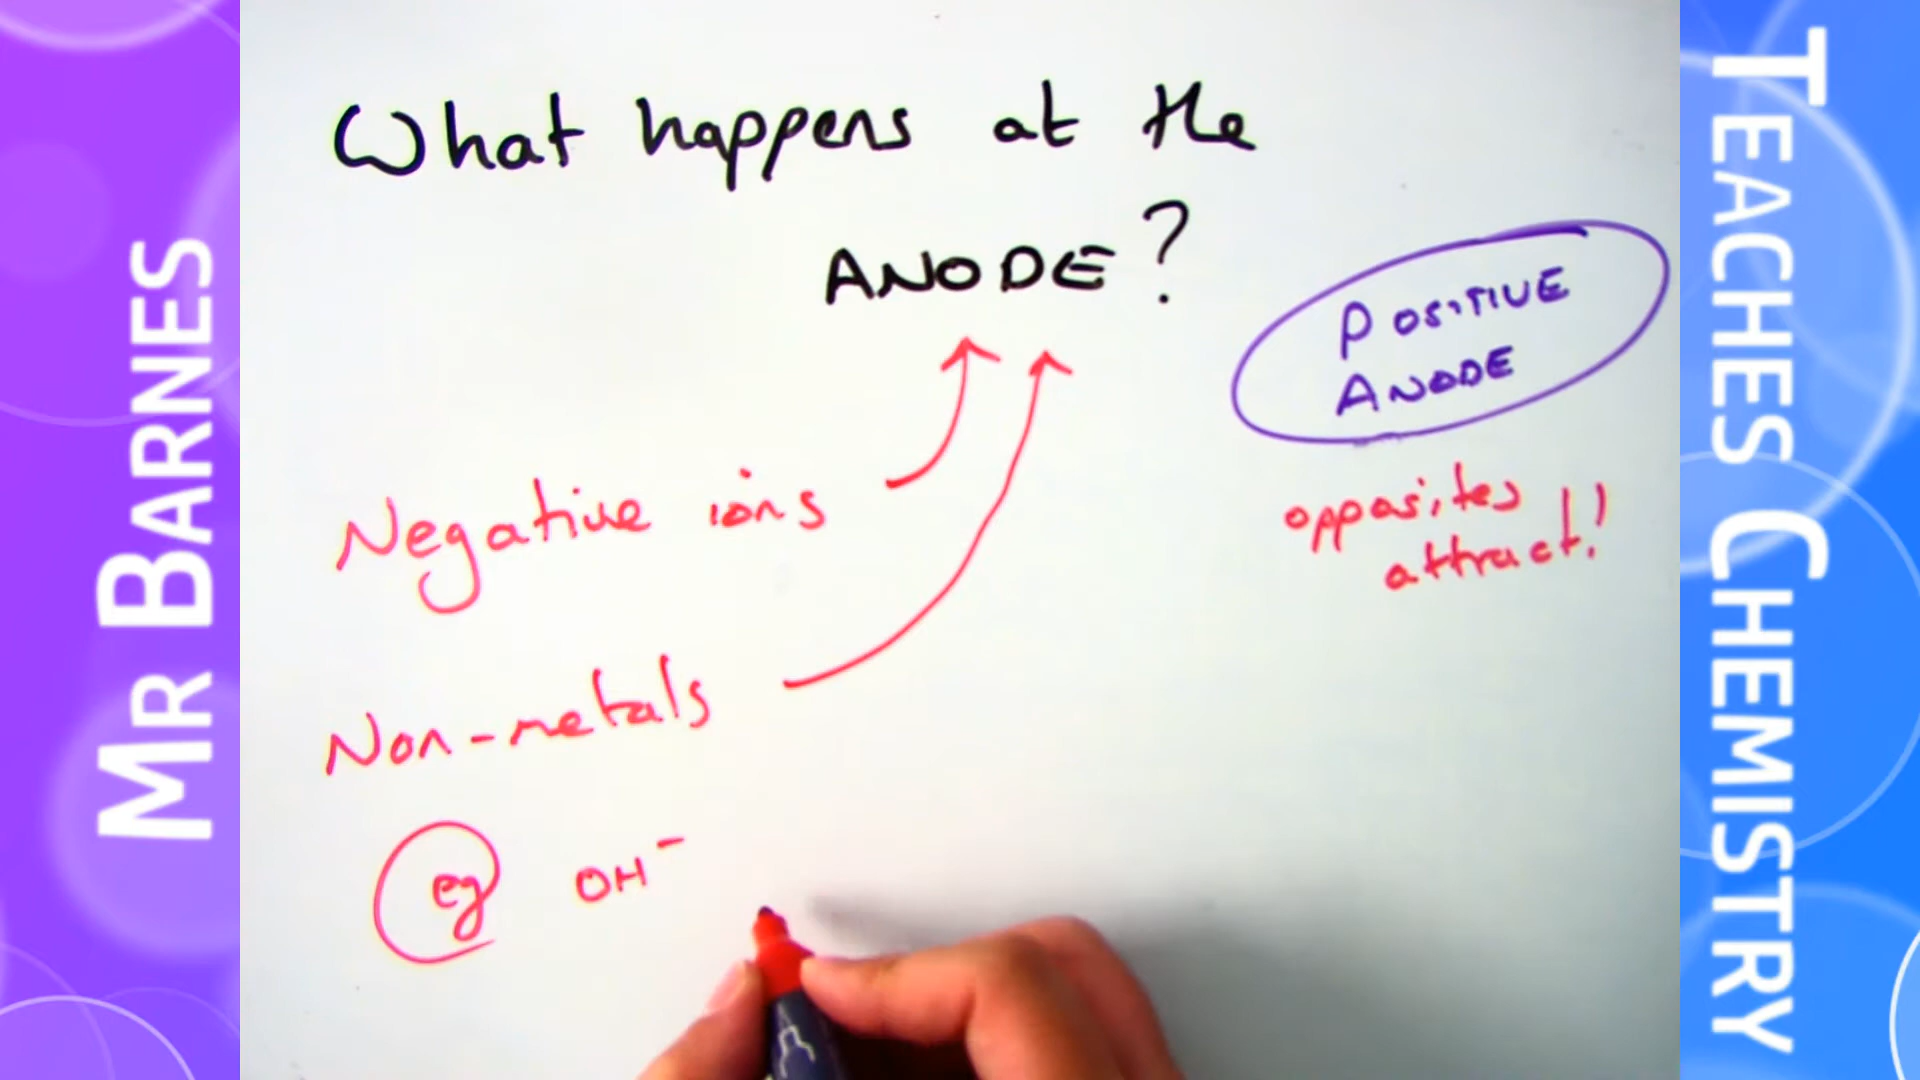 What happens at the
ANODE?
POSITIVE
ANODE
opposites
attract!!
Negative ions
Non-metals
eg OH⁻
MR BARNES
TEACHES CHEMISTRY